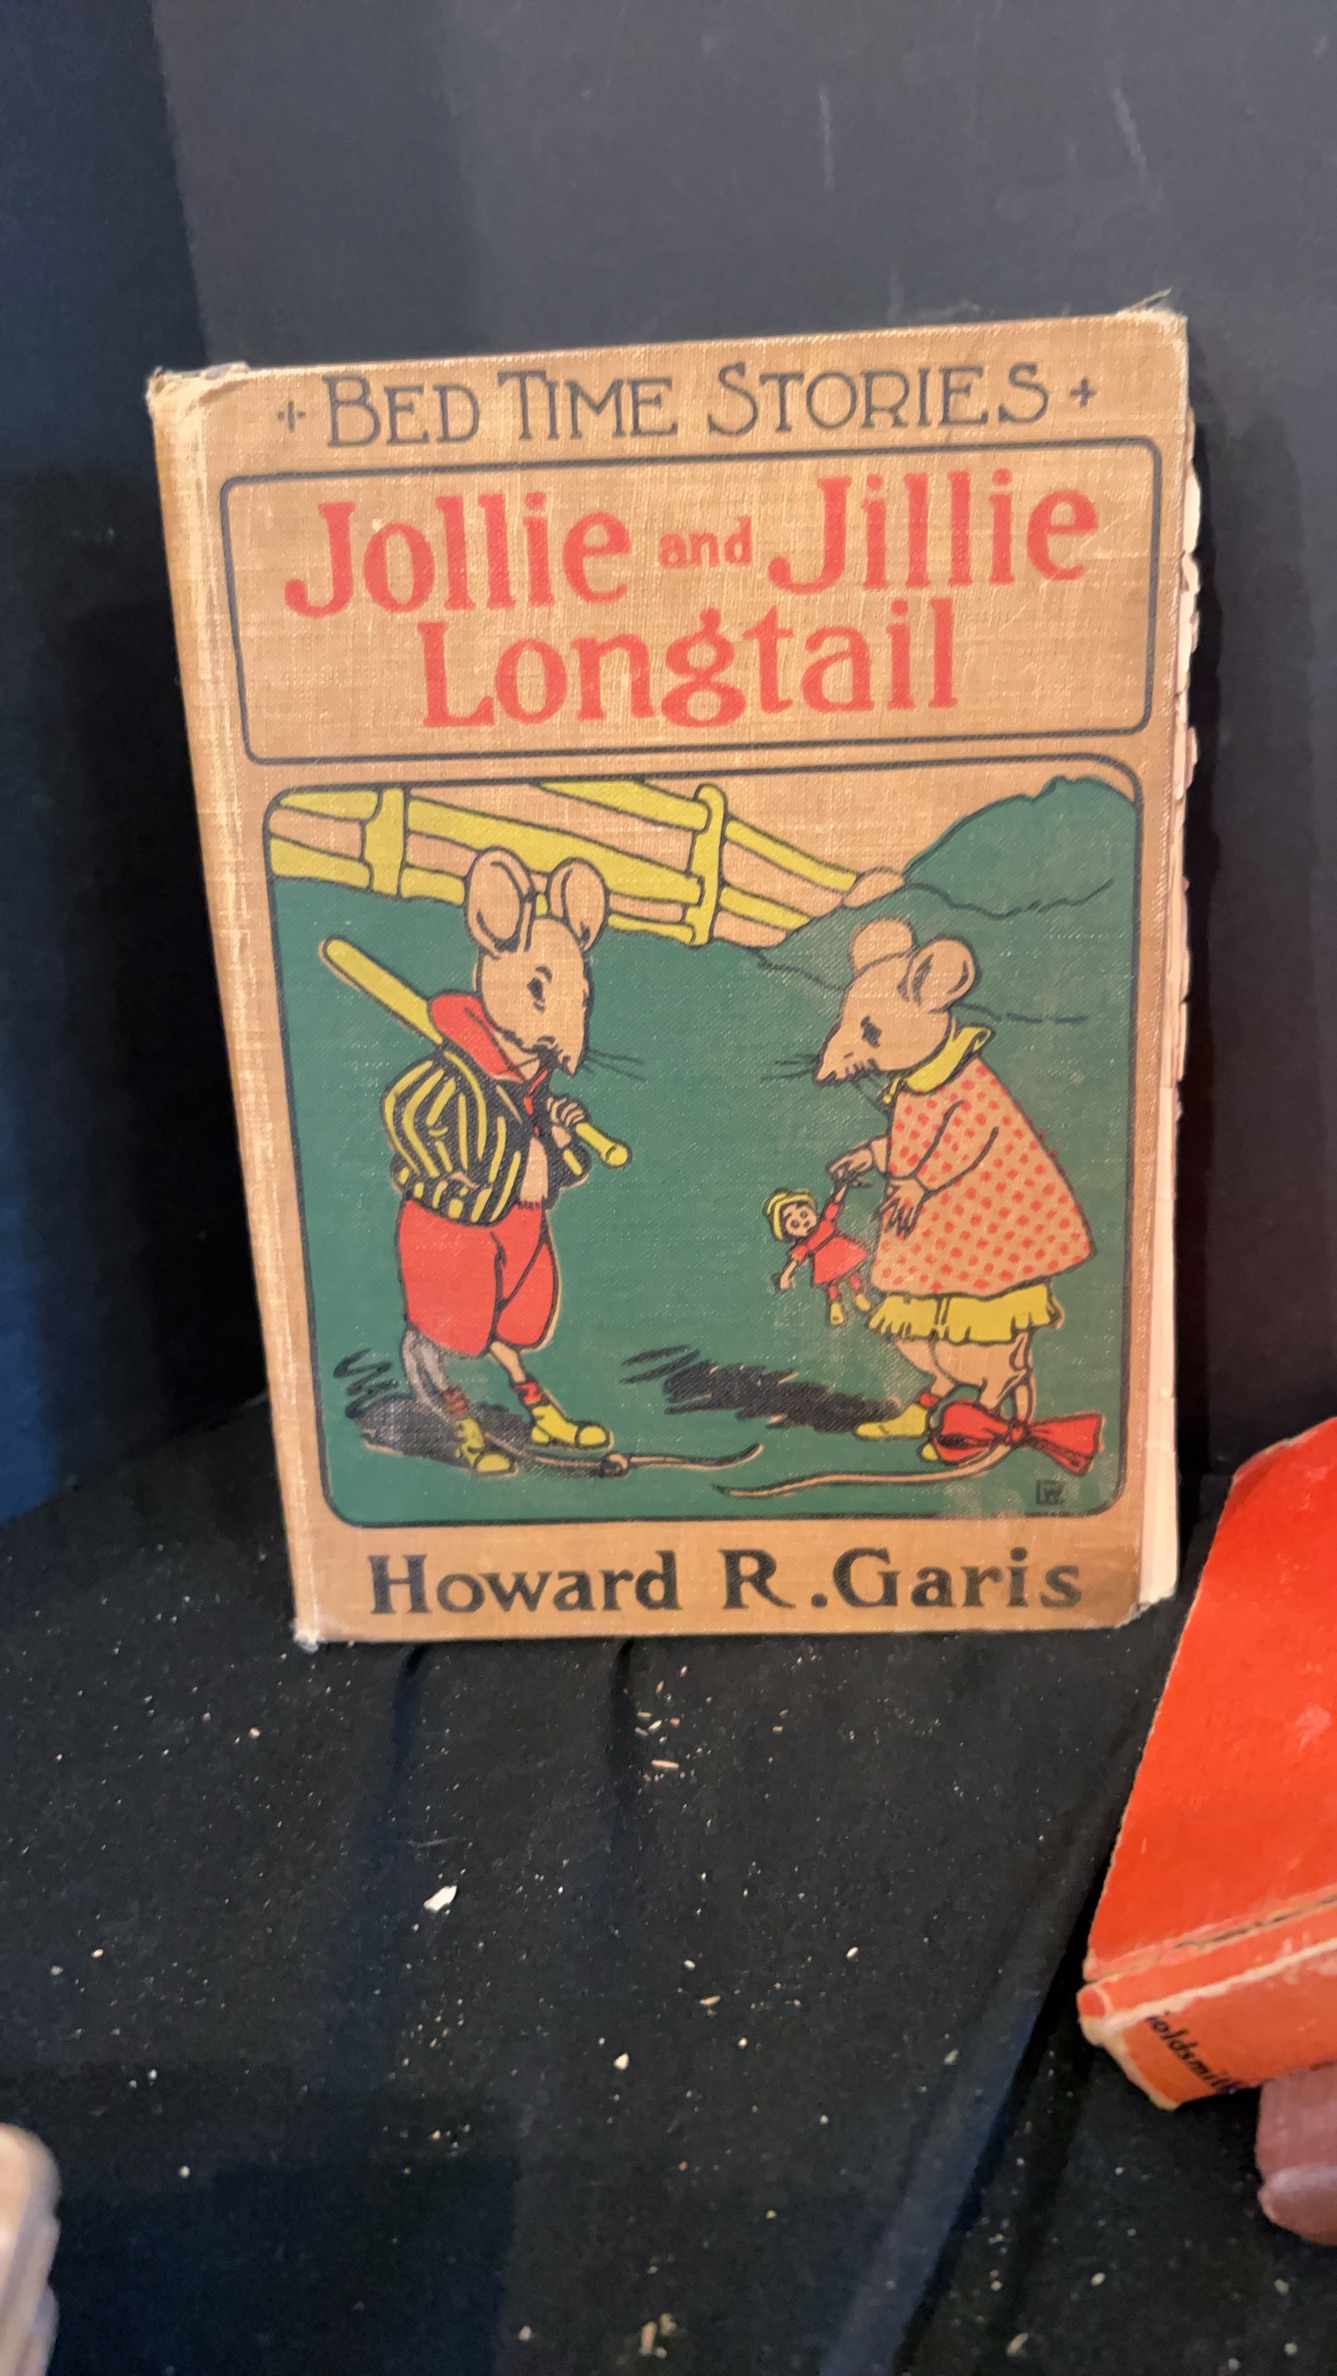 BED TIME STORIES
Jollie and Jillie
Longtail
Howard R. Garis